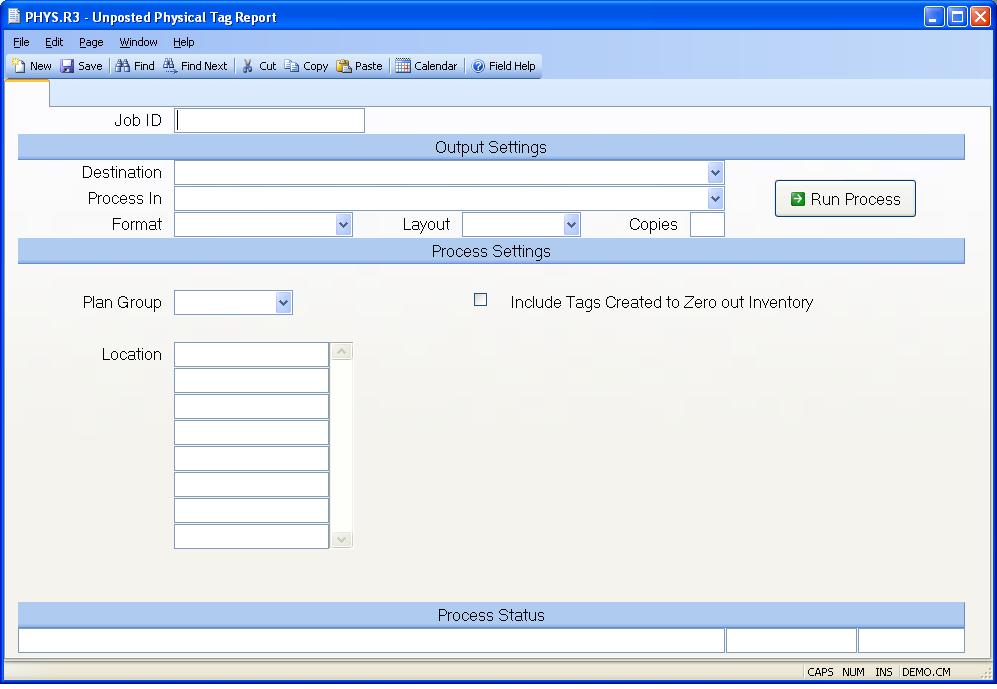 PHYS.R3 - Unposted Physical Tag Report
File Edit Page Window Help
New Save Find Find Next Cut Copy Paste Calendar Field Help
Job ID
Output Settings
Destination
Process In
Run Process
Format Layout Copies
Process Settings
Plan Group Include Tags Created to Zero out Inventory
Location
Process Status
CAPS NUM INS DEMO.CM